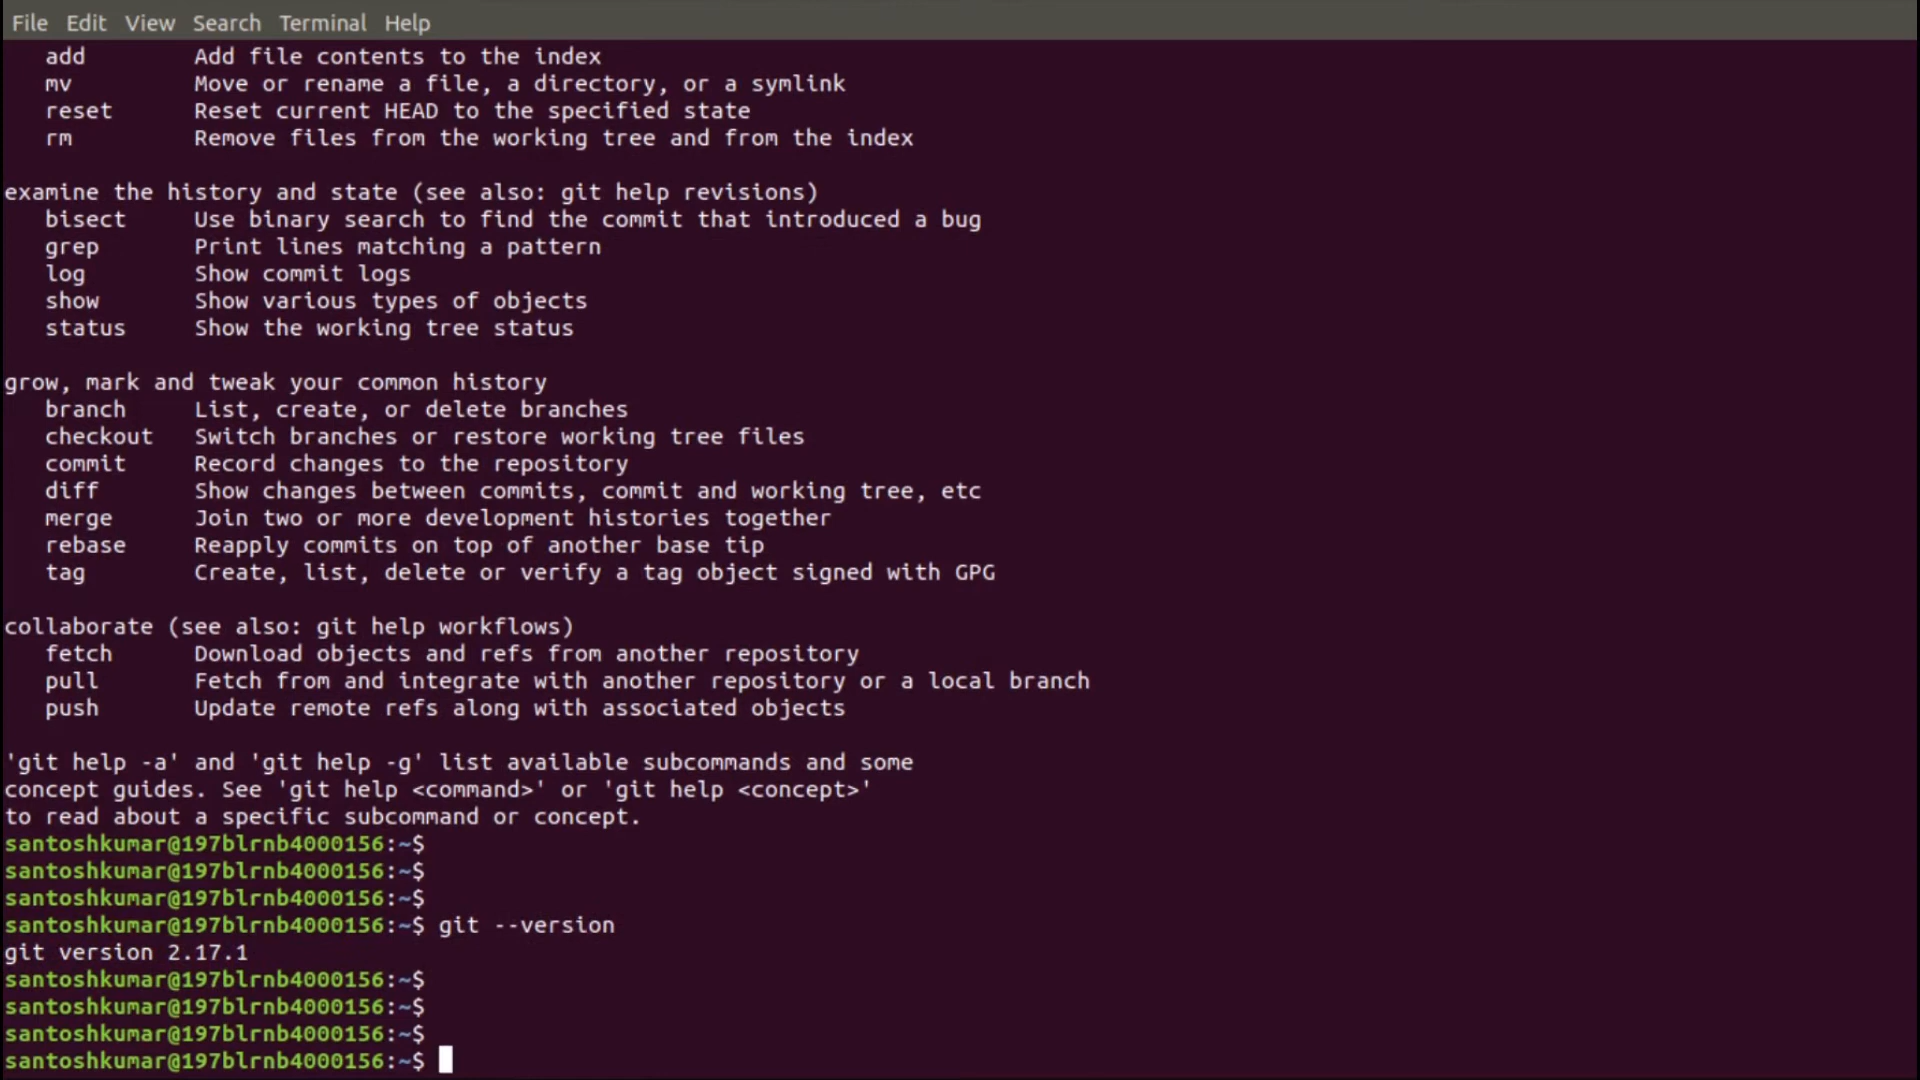 File Edit View Search Terminal Help
add Add file contents to the index
mv Move or rename a file, a directory, or a symlink
reset Reset current HEAD to the specified state
rm Remove files from the working tree and from the index
examine the history and state (see also: git help revisions)
bisect Use binary search to find the commit that introduced a bug
grep Print lines matching a pattern
log Show commit logs
show Show various types of objects
status Show the working tree status
grow, mark and tweak your common history
branch List, create, or delete branches
checkout Switch branches or restore working tree files
commit Record changes to the repository
diff Show changes between commits, commit and working tree, etc
merge Join two or more development histories together
rebase Reapply commits on top of another base tip
tag Create, list, delete or verify a tag object signed with GPG
collaborate (see also: git help workflows)
fetch Download objects and refs from another repository
pull Fetch from and integrate with another repository or a local branch
push Update remote refs along with associated objects
'git help -a' and 'git help -g' list available subcommands and some
concept guides. See 'git help <command>' or 'git help <concept>'
to read about a specific subcommand or concept.
santoshkumar@197blrnb4000156:~$
santoshkumar@197blrnb4000156:~$
santoshkumar@197blrnb4000156:~$
santoshkumar@197blrnb4000156:~$ git --version
git version 2.17.1
santoshkumar@197blrnb4000156:~$
santoshkumar@197blrnb4000156:~$
santoshkumar@197blrnb4000156:~$
santoshkumar@197blrnb4000156:~$